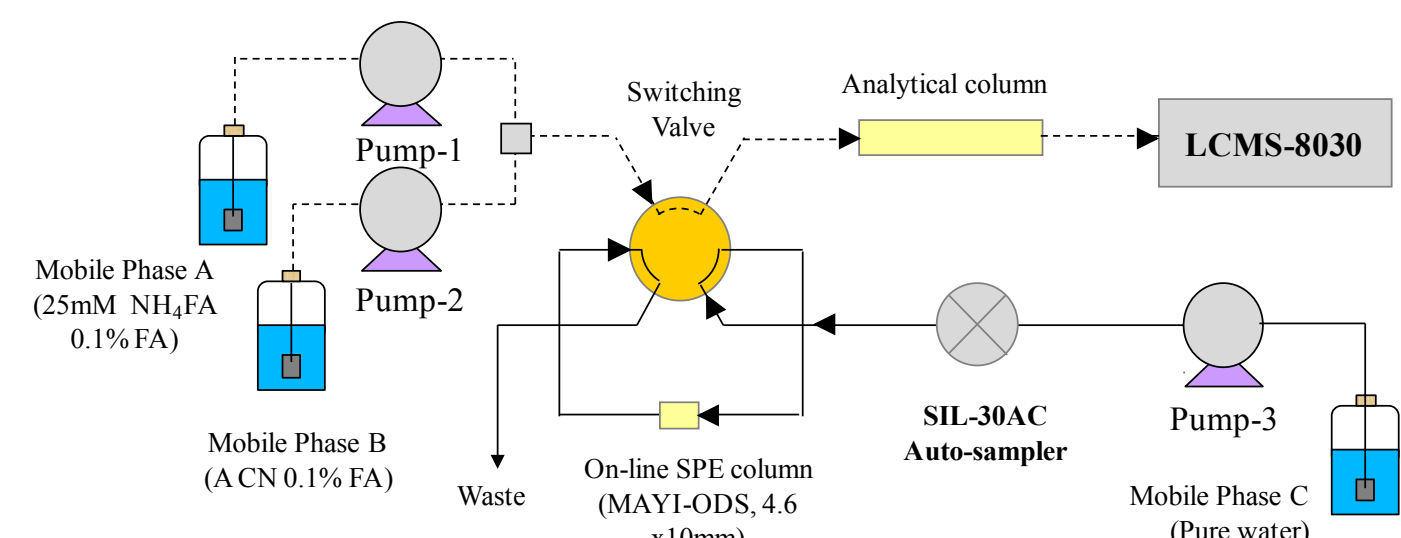 Pump-1
Pump-2
Mobile Phase A
(25mM NH₄FA
0.1% FA)
Mobile Phase B
(ACN 0.1% FA)
Switching
Valve
Analytical column
LCMS-8030
Waste
On-line SPE column
(MAYI-ODS, 4.6
x10mm)
SIL-30AC
Auto-sampler
Pump-3
Mobile Phase C
(Pure water)